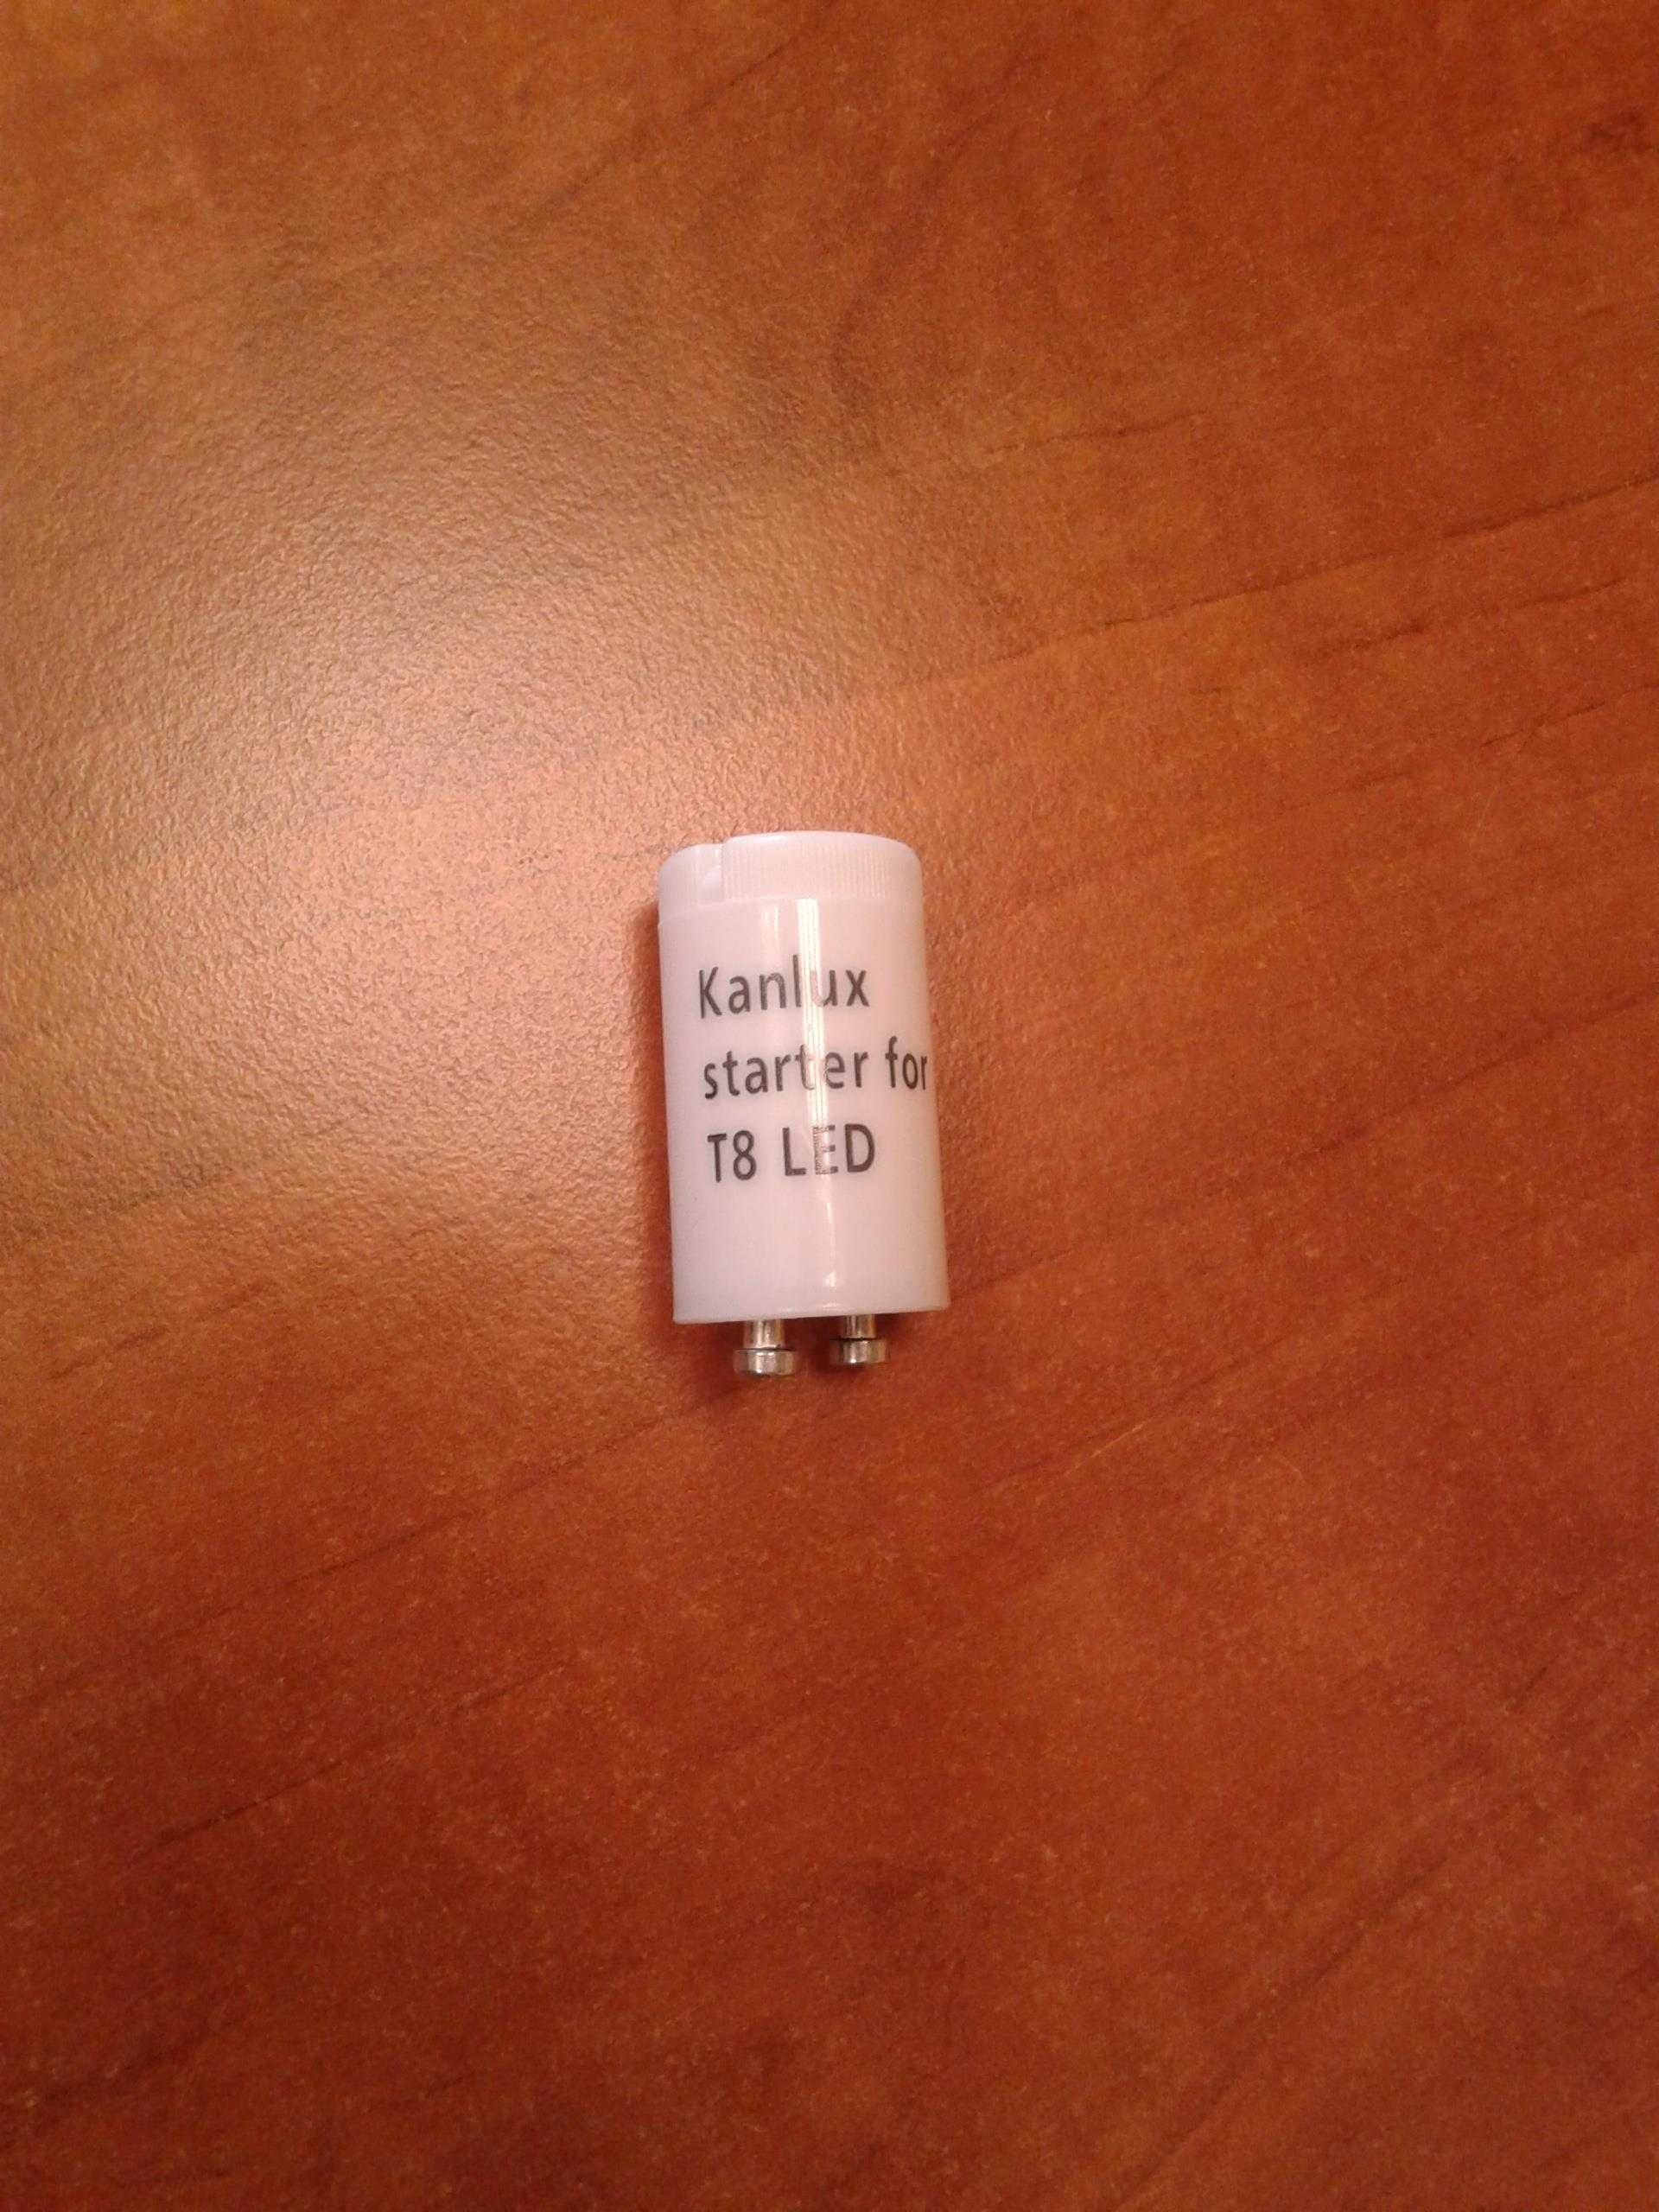 Kanlux
starter for
T8 LED